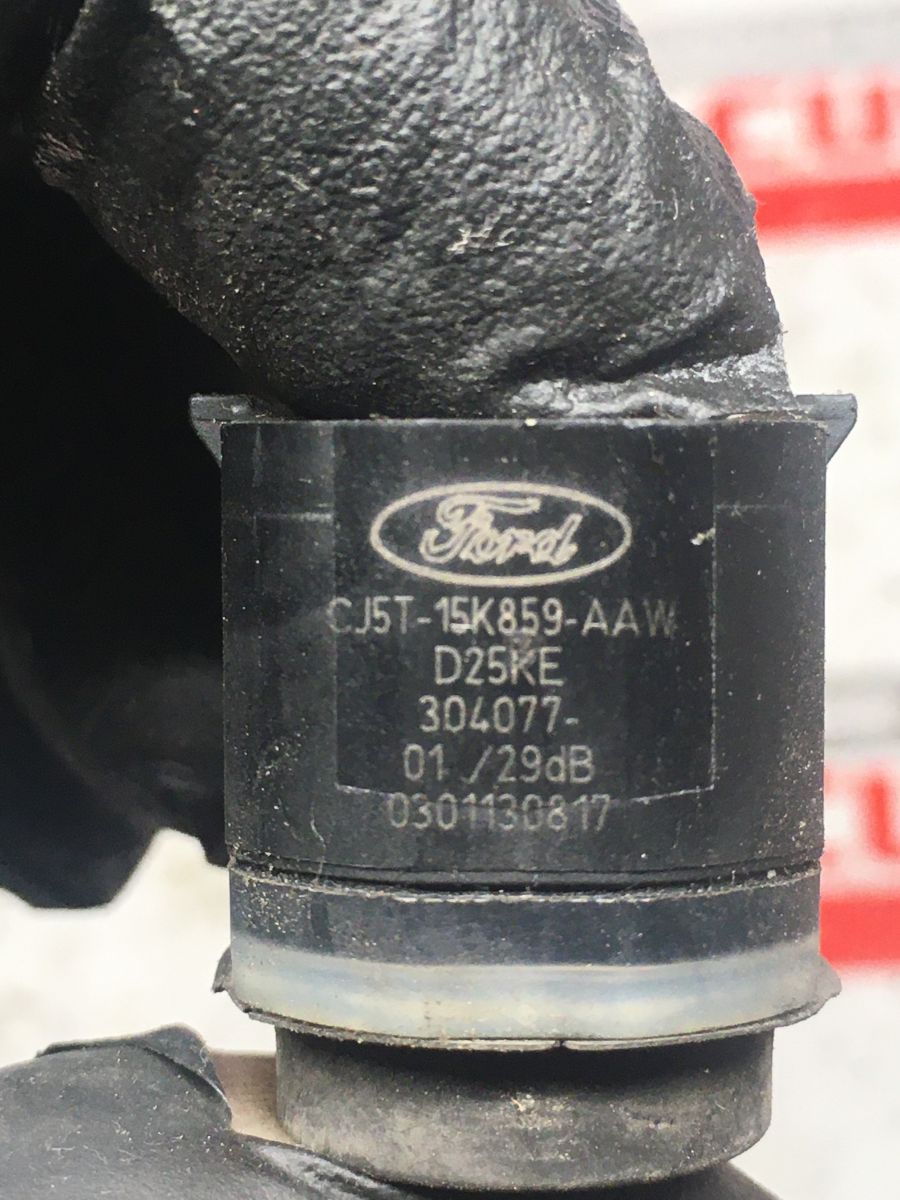 Ford
CJ5T-15K859-AAW
D25KE
304077-
01 /29dB
0301130817